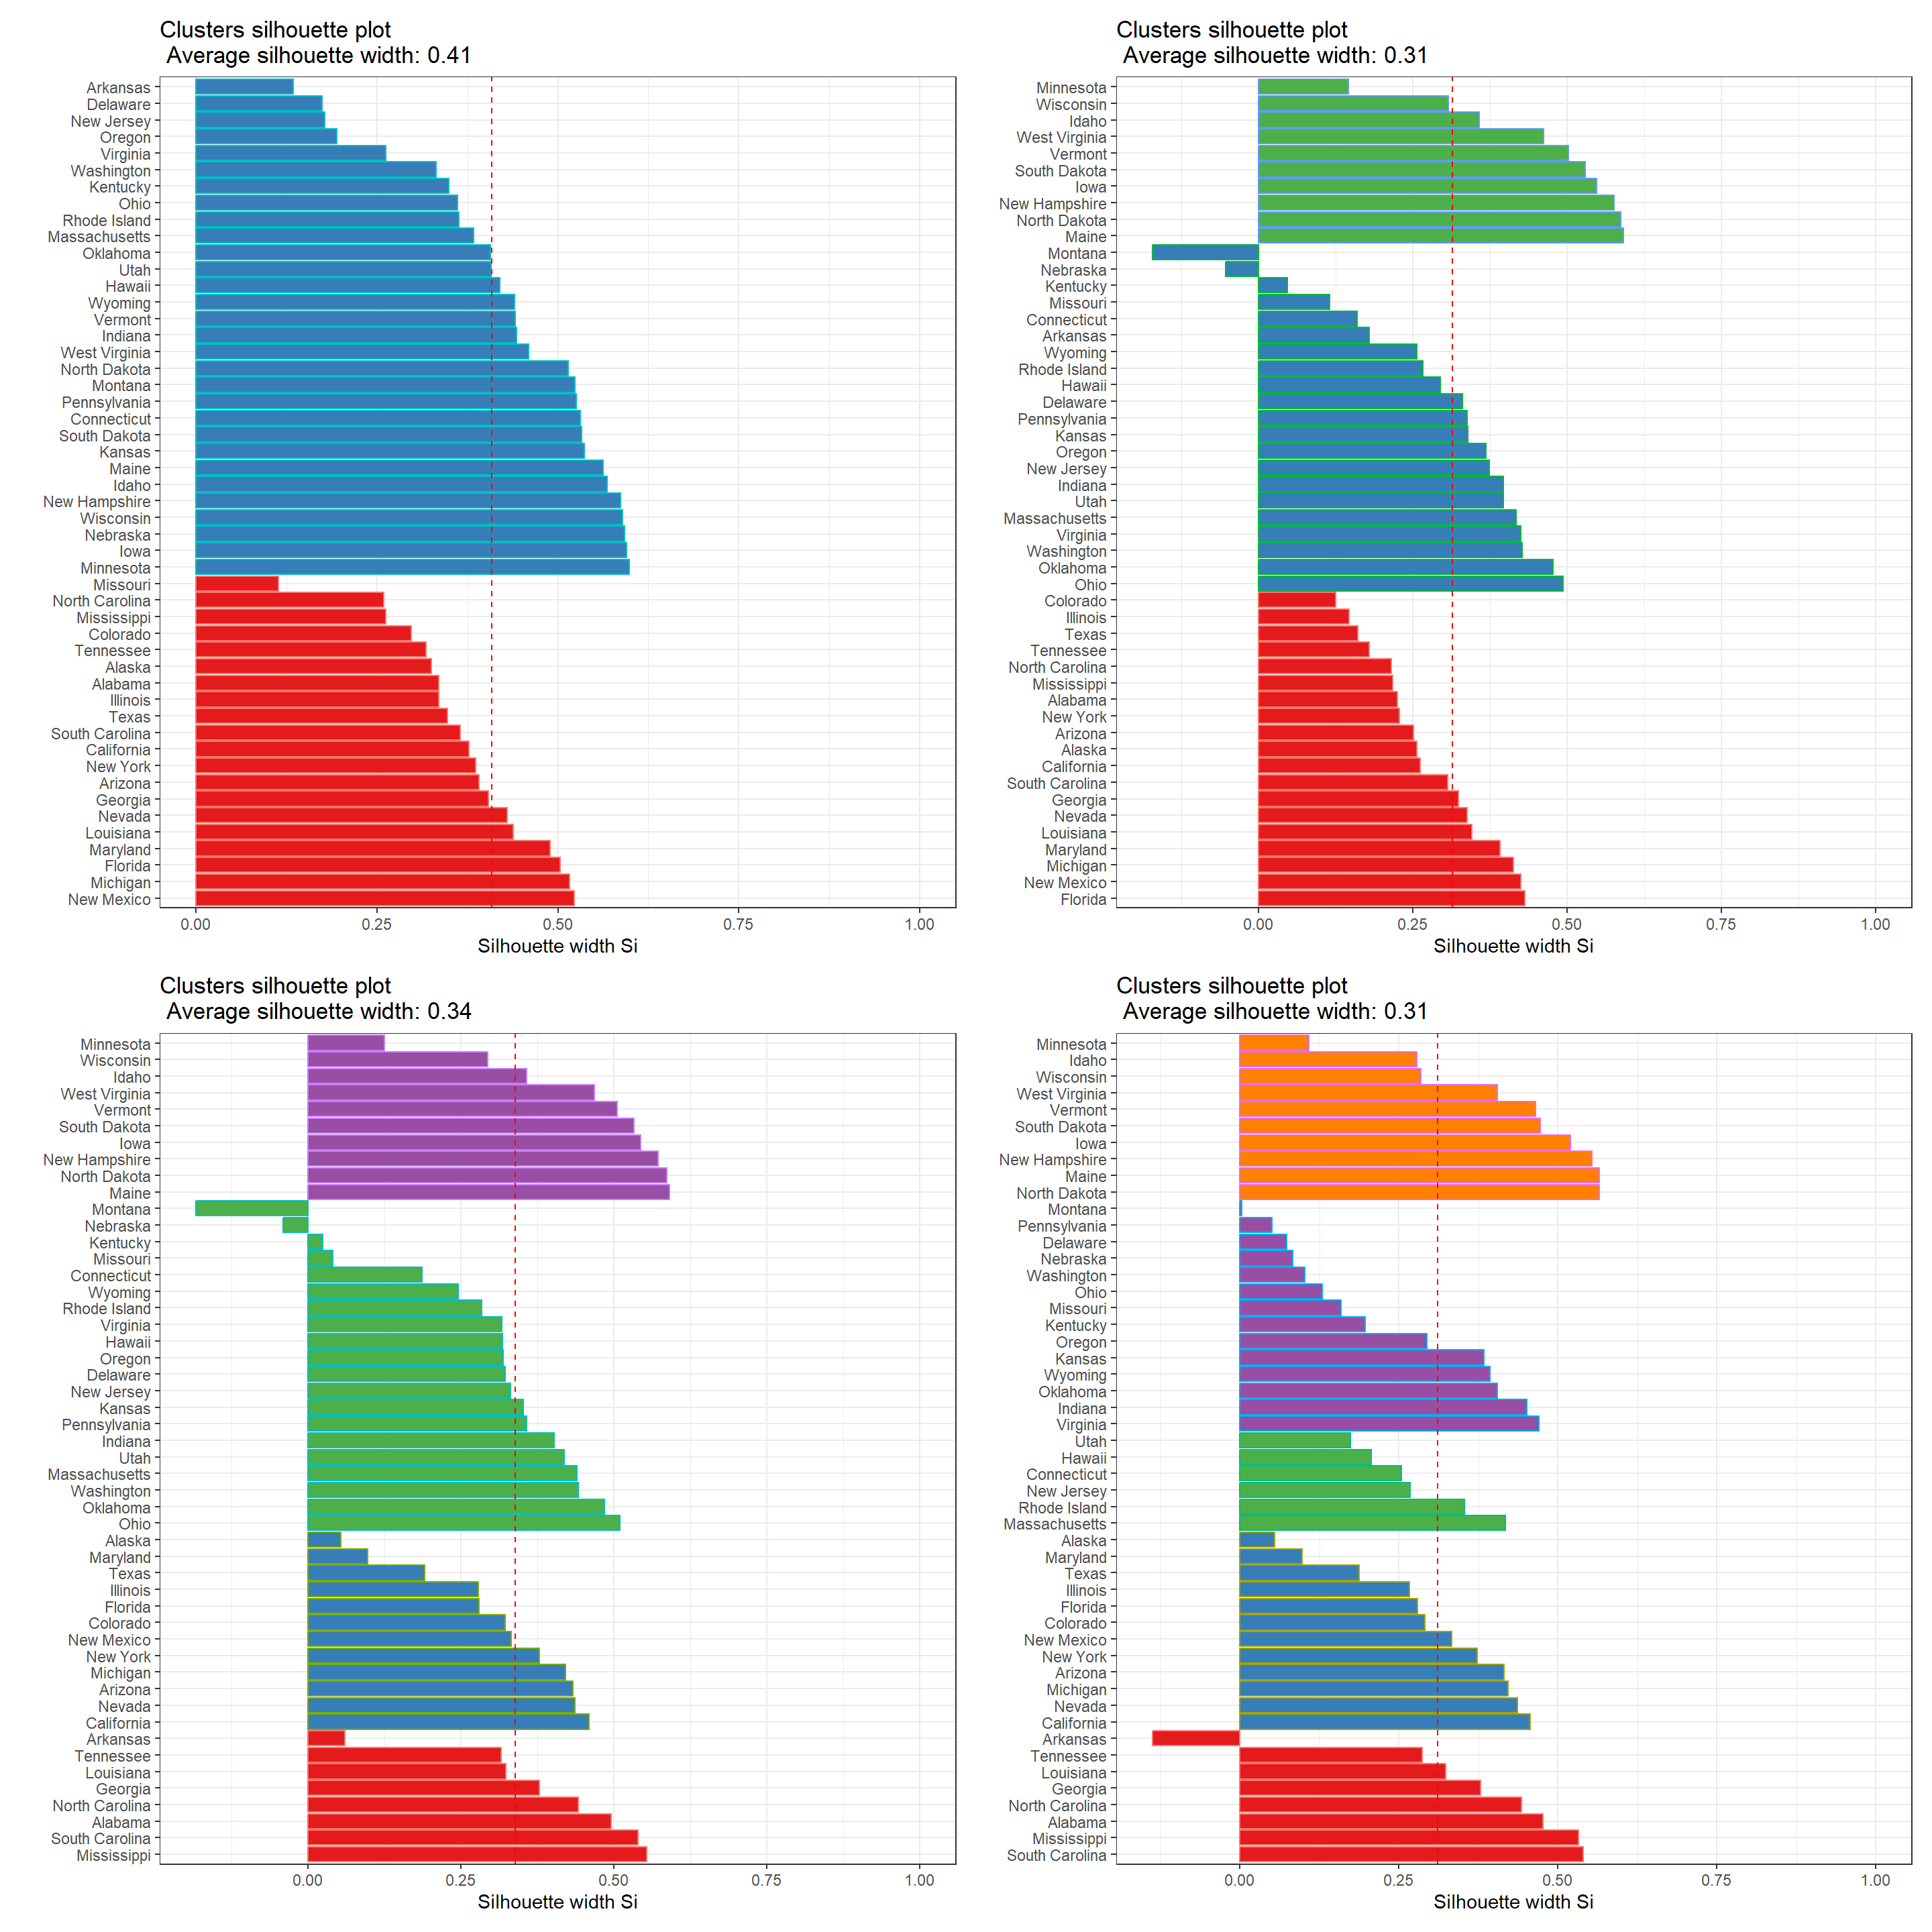 Clusters silhouette plot
Average silhouette width: 0.41
Arkansas
Delaware
New Jersey
Oregon
Virginia
Washington
Kentucky
Ohio
Rhode Island
Massachusetts
Oklahoma
Utah
Hawaii
Wyoming
Vermont
Indiana
West Virginia
North Dakota
Montana
Pennsylvania
Connecticut
South Dakota
Kansas
Maine
Idaho
New Hampshire
Wisconsin
Nebraska
Iowa
Minnesota
Missouri
North Carolina
Mississippi
Colorado
Tennessee
Alaska
Alabama
Illinois
Texas
South Carolina
California
New York
Arizona
Georgia
Nevada
Louisiana
Maryland
Florida
Michigan
New Mexico
0.00 0.25 0.50 0.75 1.00
Silhouette width Si
Clusters silhouette plot
Average silhouette width: 0.31
Minnesota
Wisconsin
Idaho
West Virginia
Vermont
South Dakota
Iowa
New Hampshire
North Dakota
Maine
Montana
Nebraska
Kentucky
Missouri
Connecticut
Arkansas
Wyoming
Rhode Island
Hawaii
Delaware
Pennsylvania
Kansas
Oregon
New Jersey
Indiana
Utah
Massachusetts
Virginia
Washington
Oklahoma
Ohio
Colorado
Illinois
Texas
Tennessee
North Carolina
Mississippi
Alabama
New York
Arizona
Alaska
California
South Carolina
Georgia
Nevada
Louisiana
Maryland
Michigan
New Mexico
Florida
0.00 0.25 0.50 0.75 1.00
Silhouette width Si
Clusters silhouette plot
Average silhouette width: 0.34
Minnesota
Wisconsin
Idaho
West Virginia
Vermont
South Dakota
Iowa
New Hampshire
North Dakota
Maine
Montana
Nebraska
Kentucky
Missouri
Connecticut
Wyoming
Rhode Island
Virginia
Hawaii
Oregon
Delaware
New Jersey
Kansas
Pennsylvania
Indiana
Utah
Massachusetts
Washington
Oklahoma
Ohio
Alaska
Maryland
Texas
Illinois
Florida
Colorado
New Mexico
New York
Michigan
Arizona
Nevada
California
Arkansas
Tennessee
Louisiana
Georgia
North Carolina
Alabama
South Carolina
Mississippi
0.00 0.25 0.50 0.75 1.00
Silhouette width Si
Clusters silhouette plot
Average silhouette width: 0.31
Minnesota
Idaho
Wisconsin
West Virginia
Vermont
South Dakota
Iowa
New Hampshire
Maine
North Dakota
Montana
Pennsylvania
Delaware
Nebraska
Washington
Ohio
Missouri
Kentucky
Oregon
Kansas
Wyoming
Oklahoma
Indiana
Virginia
Utah
Hawaii
Connecticut
New Jersey
Rhode Island
Massachusetts
Alaska
Maryland
Texas
Illinois
Florida
Colorado
New Mexico
New York
Arizona
Michigan
Nevada
California
Arkansas
Tennessee
Louisiana
Georgia
North Carolina
Alabama
Mississippi
South Carolina
0.00 0.25 0.50 0.75 1.00
Silhouette width Si